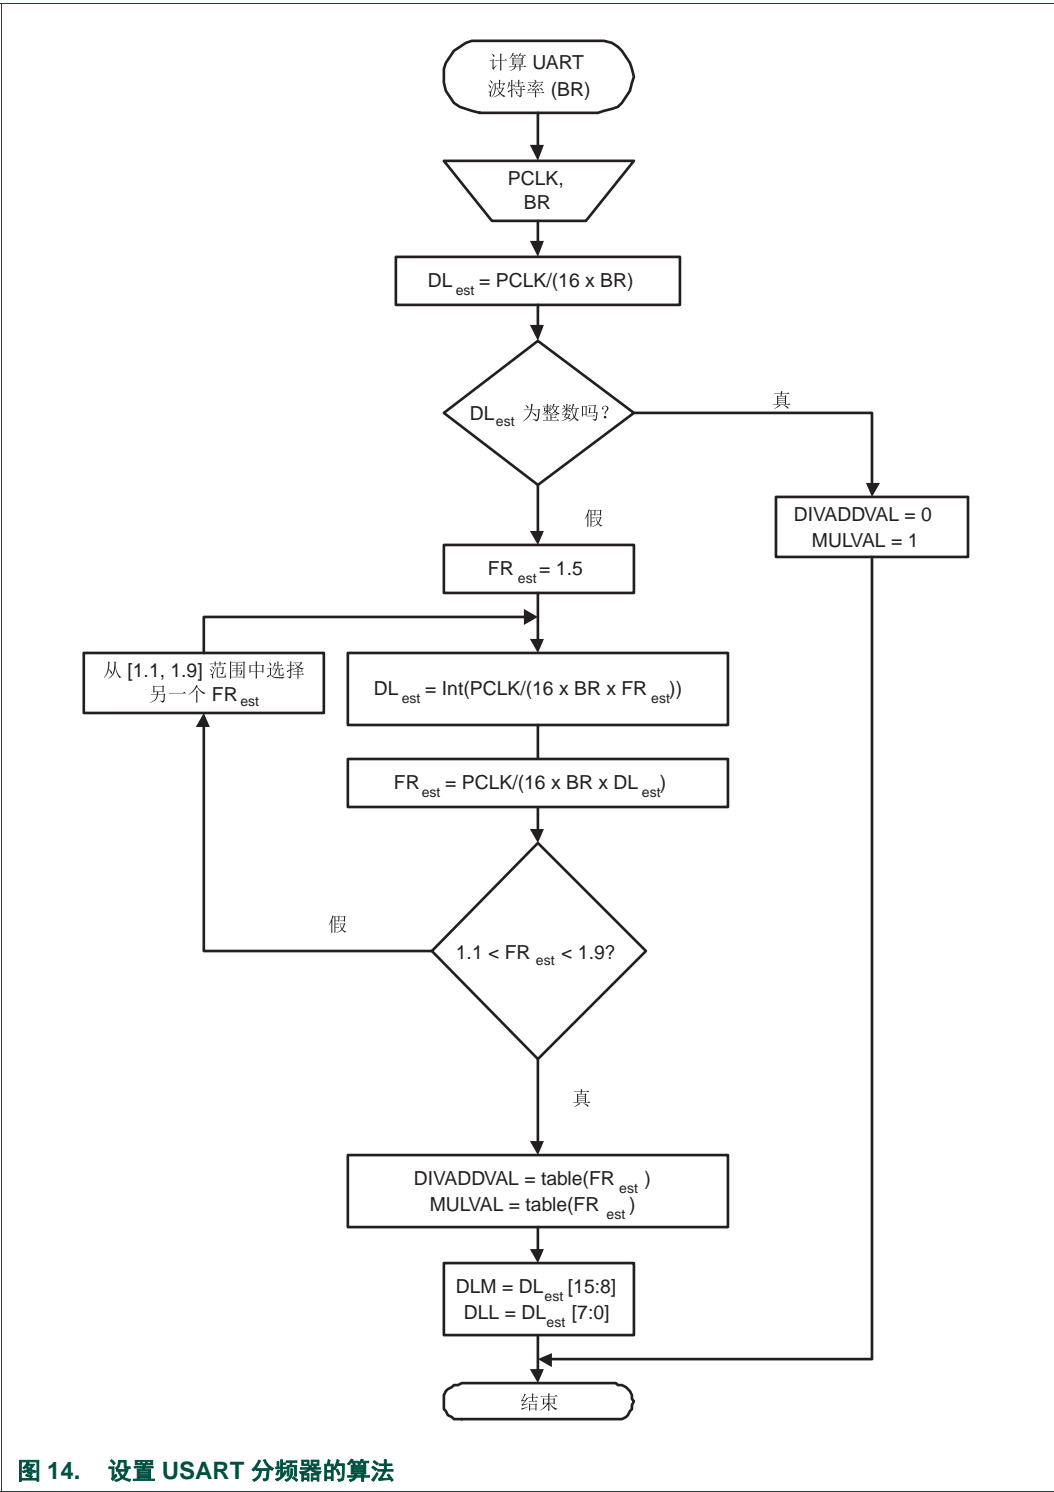 计算 UART
波特率 (BR)
PCLK,
BR
DL est = PCLK/(16 x BR)
DLest 为整数吗?
真
假
DIVADDVAL = 0
MULVAL = 1
FR est = 1.5
从 [1.1, 1.9] 范围中选择
另一个 FR est
DL est = Int(PCLK/(16 x BR x FR est))
FR est = PCLK/(16 x BR x DL est)
假
1.1 < FR est < 1.9?
真
DIVADDVAL = table(FR est )
MULVAL = table(FR est )
DLM = DLest [15:8]
DLL = DLest [7:0]
结束
图 14. 设置 USART 分频器的算法